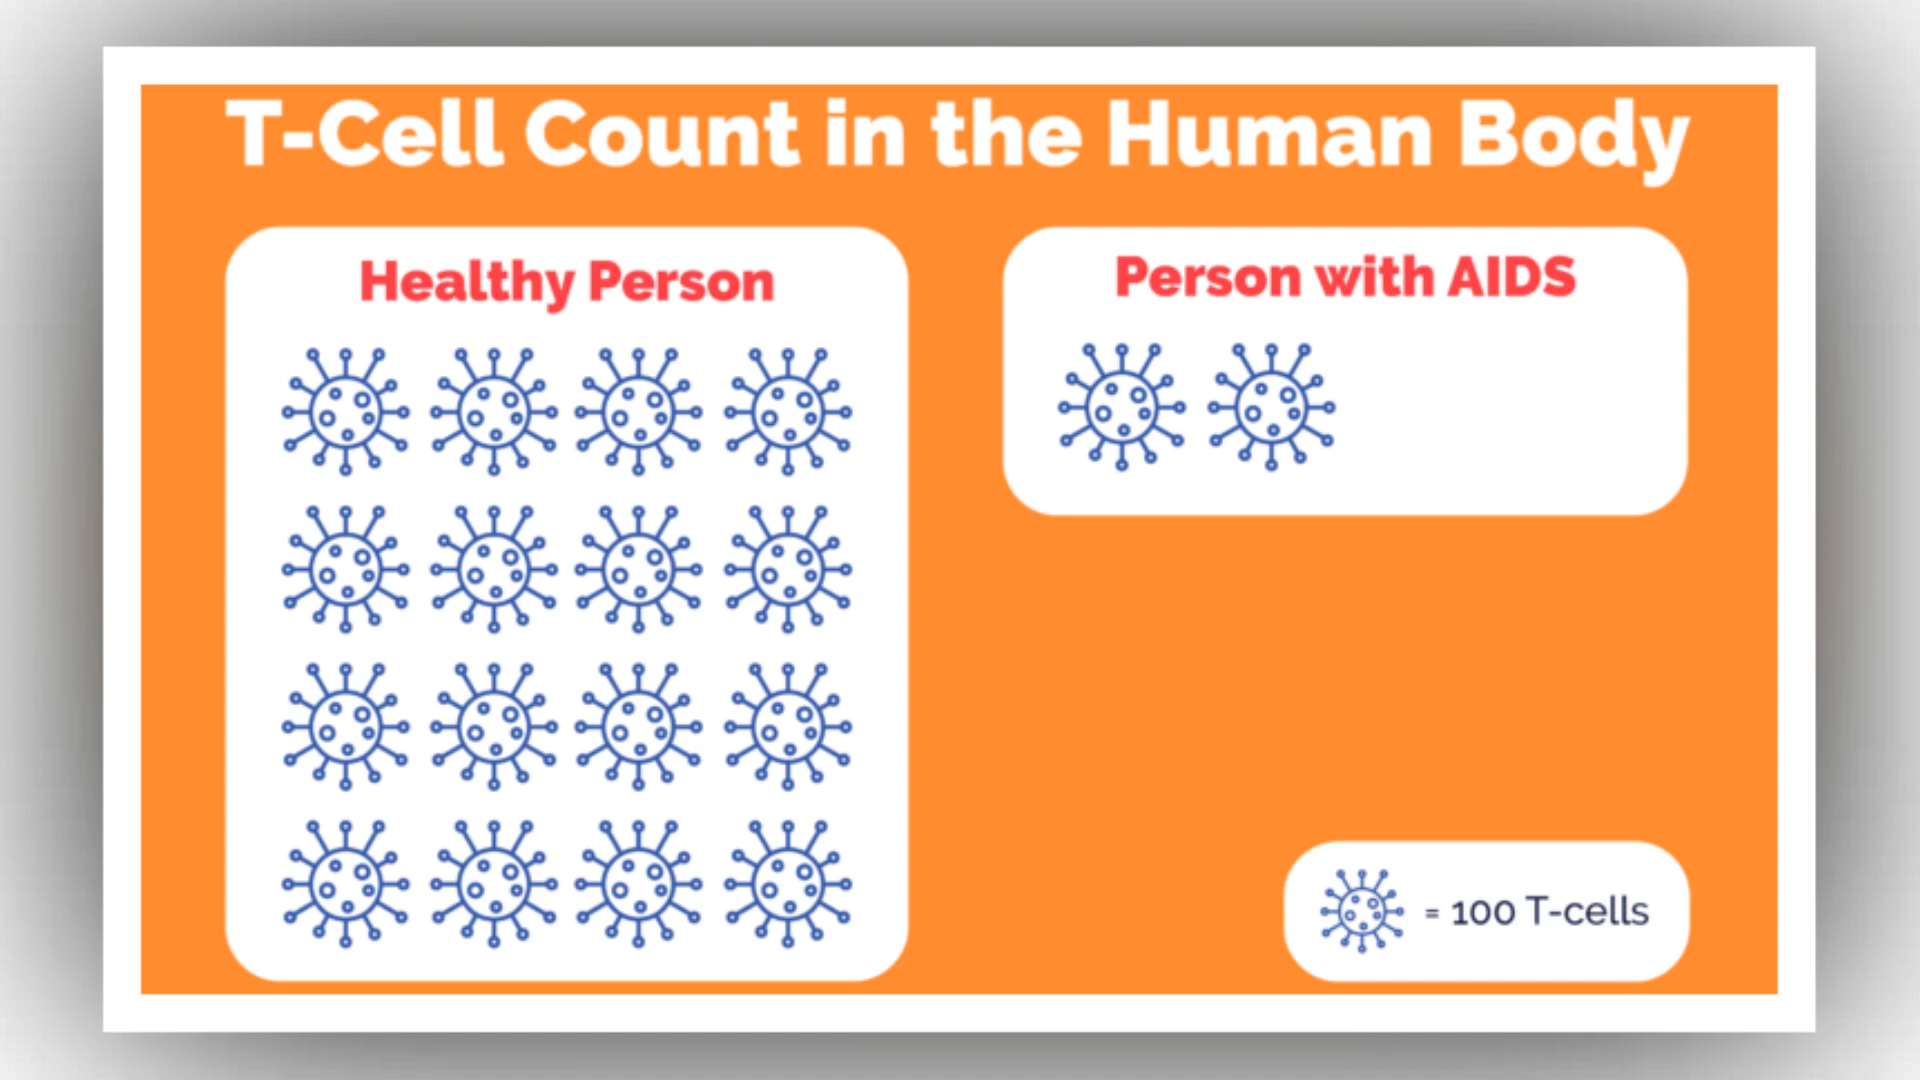 T-Cell Count in the Human Body
Healthy Person
Person with AIDS
= 100 T-cells